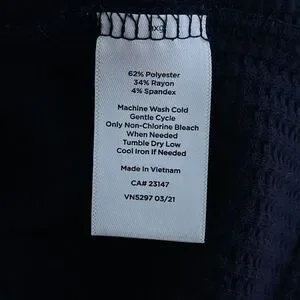 62% Polyester
34% Rayon
4% Spandex
Machine Wash Cold
Gentle Cycle
Only Non-Chlorine Bleach
When Needed
Tumble Dry Low
Cool Iron If Needed
Made In Vietnam
CA# 23147
VN5297 03/21